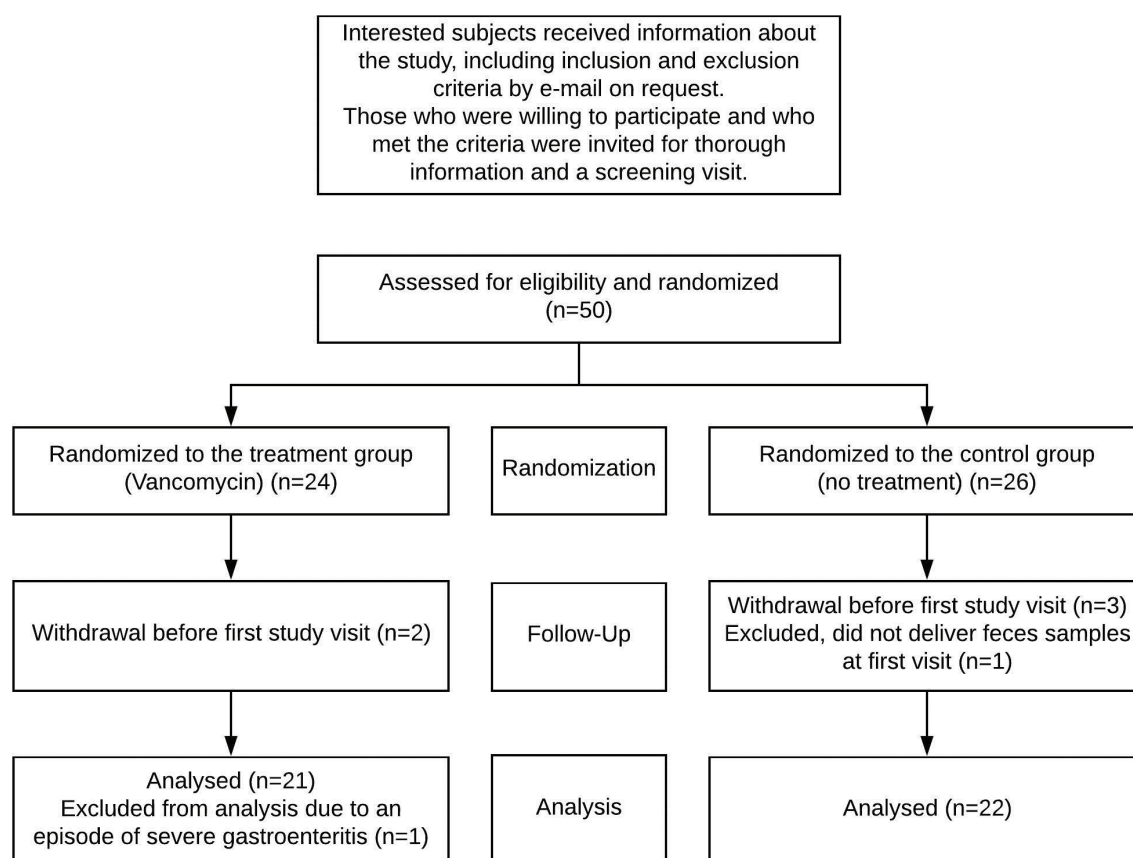 Interested subjects received information about
the study, including inclusion and exclusion
criteria by e-mail on request.
Those who were willing to participate and who
met the criteria were invited for thorough
information and a screening visit.
Assessed for eligibility and randomized
(n=50)
Randomized to the treatment group
(Vancomycin) (n=24)
Randomization
Randomized to the control group
(no treatment) (n=26)
Withdrawal before first study visit (n=2)
Follow-Up
Withdrawal before first study visit (n=3)
Excluded, did not deliver feces samples
at first visit (n=1)
Analysed (n=21)
Excluded from analysis due to an
episode of severe gastroenteritis (n=1)
Analysis
Analysed (n=22)